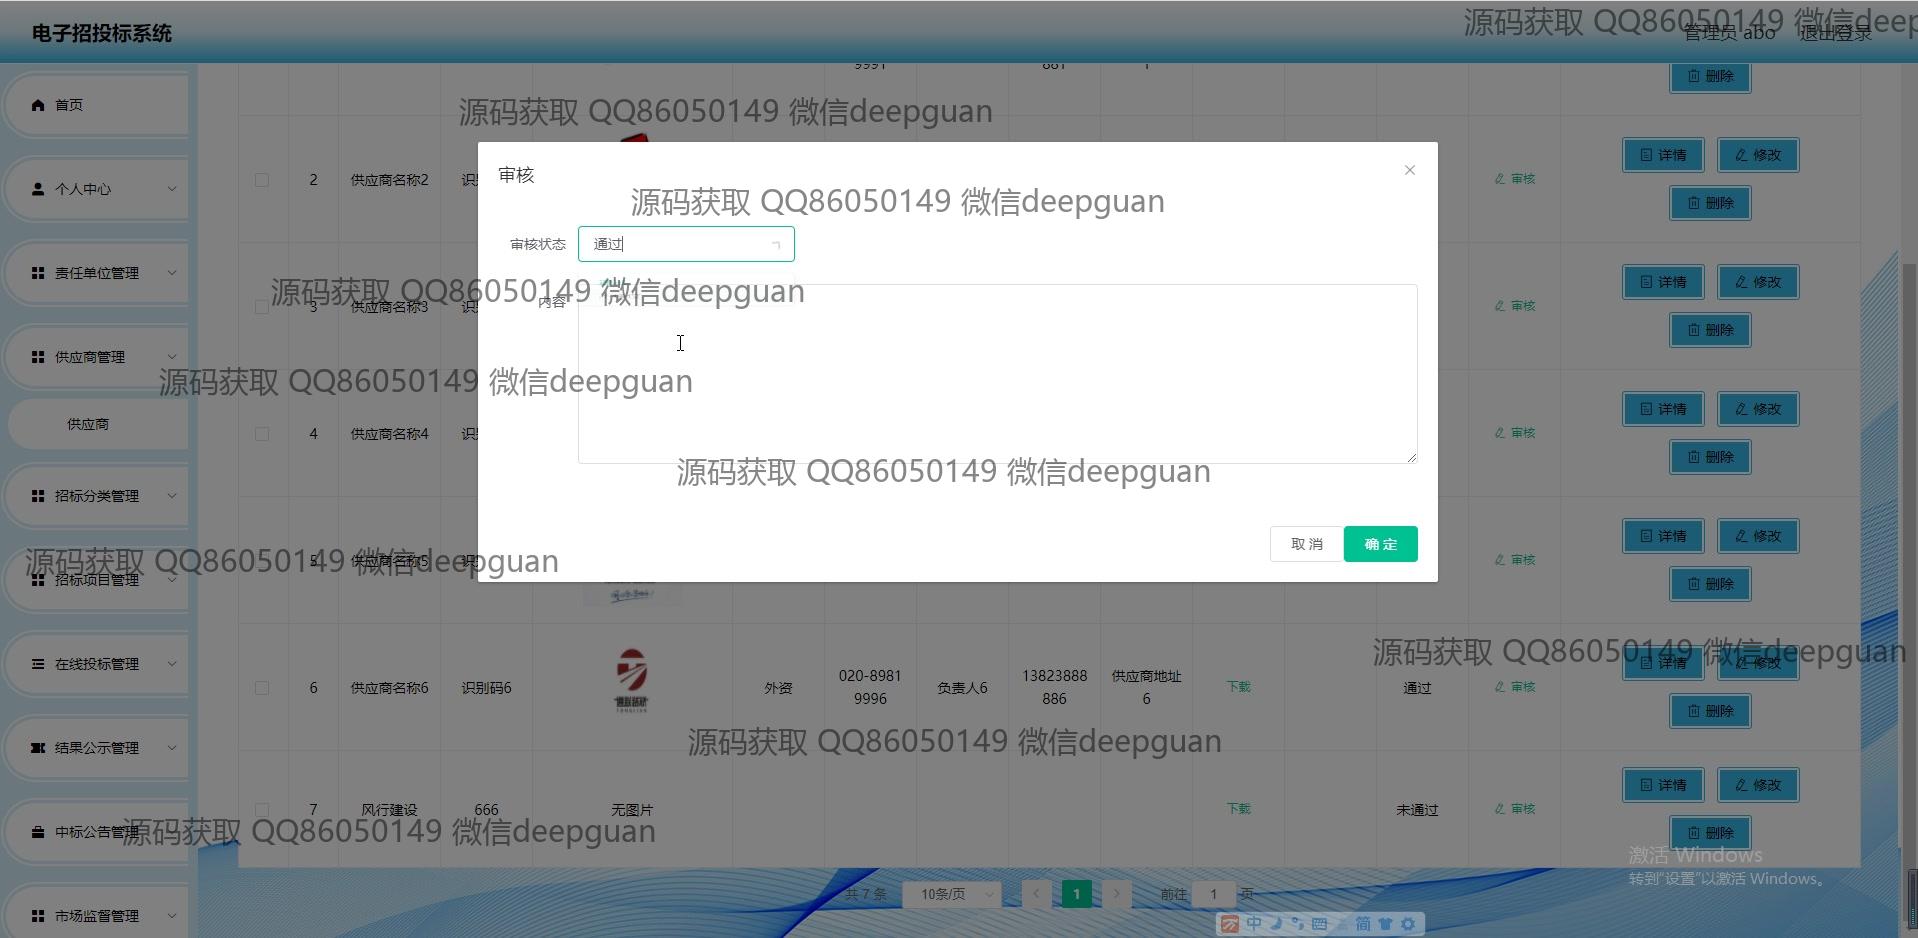 电子招投标系统
源码获取 QQ86050149 微信deep
管理员 abo 退出登录
首页
个人中心
责任单位管理
供应商管理
供应商
招标分类管理
招标项目管理
在线投标管理
结果公示管理
中标公告管理
市场监督管理
9991 881 1 删除
源码获取 QQ86050149 微信deepguan
2 供应商名称2 识 审核 详情 修改 删除
审核
源码获取 QQ86050149 微信deepguan
审核状态 通过
源码获取 QQ86050149 微信deepguan
内容
3 供应商名称3 识 审核 详情 修改 删除
源码获取 QQ86050149 微信deepguan
4 供应商名称4 识 审核 详情 修改 删除
源码获取 QQ86050149 微信deepguan
取消 确定
源码获取 QQ86050149 微信deepguan
5 供应商名称5 识 审核 详情 修改 删除
源码获取 QQ86050149 微信deepguan
6 供应商名称6 识别码6 外资 020-89819996 负责人6 13823888886 供应商地址6 下载 通过 审核 详情 修改 删除
源码获取 QQ86050149 微信deepguan
7 风行建设 666 无图片 下载 未通过 审核 详情 修改 删除
源码获取 QQ86050149 微信deepguan
激活 Windows
转到"设置"以激活 Windows。
共 7 条 10条/页 1 前往 1 页
中 简